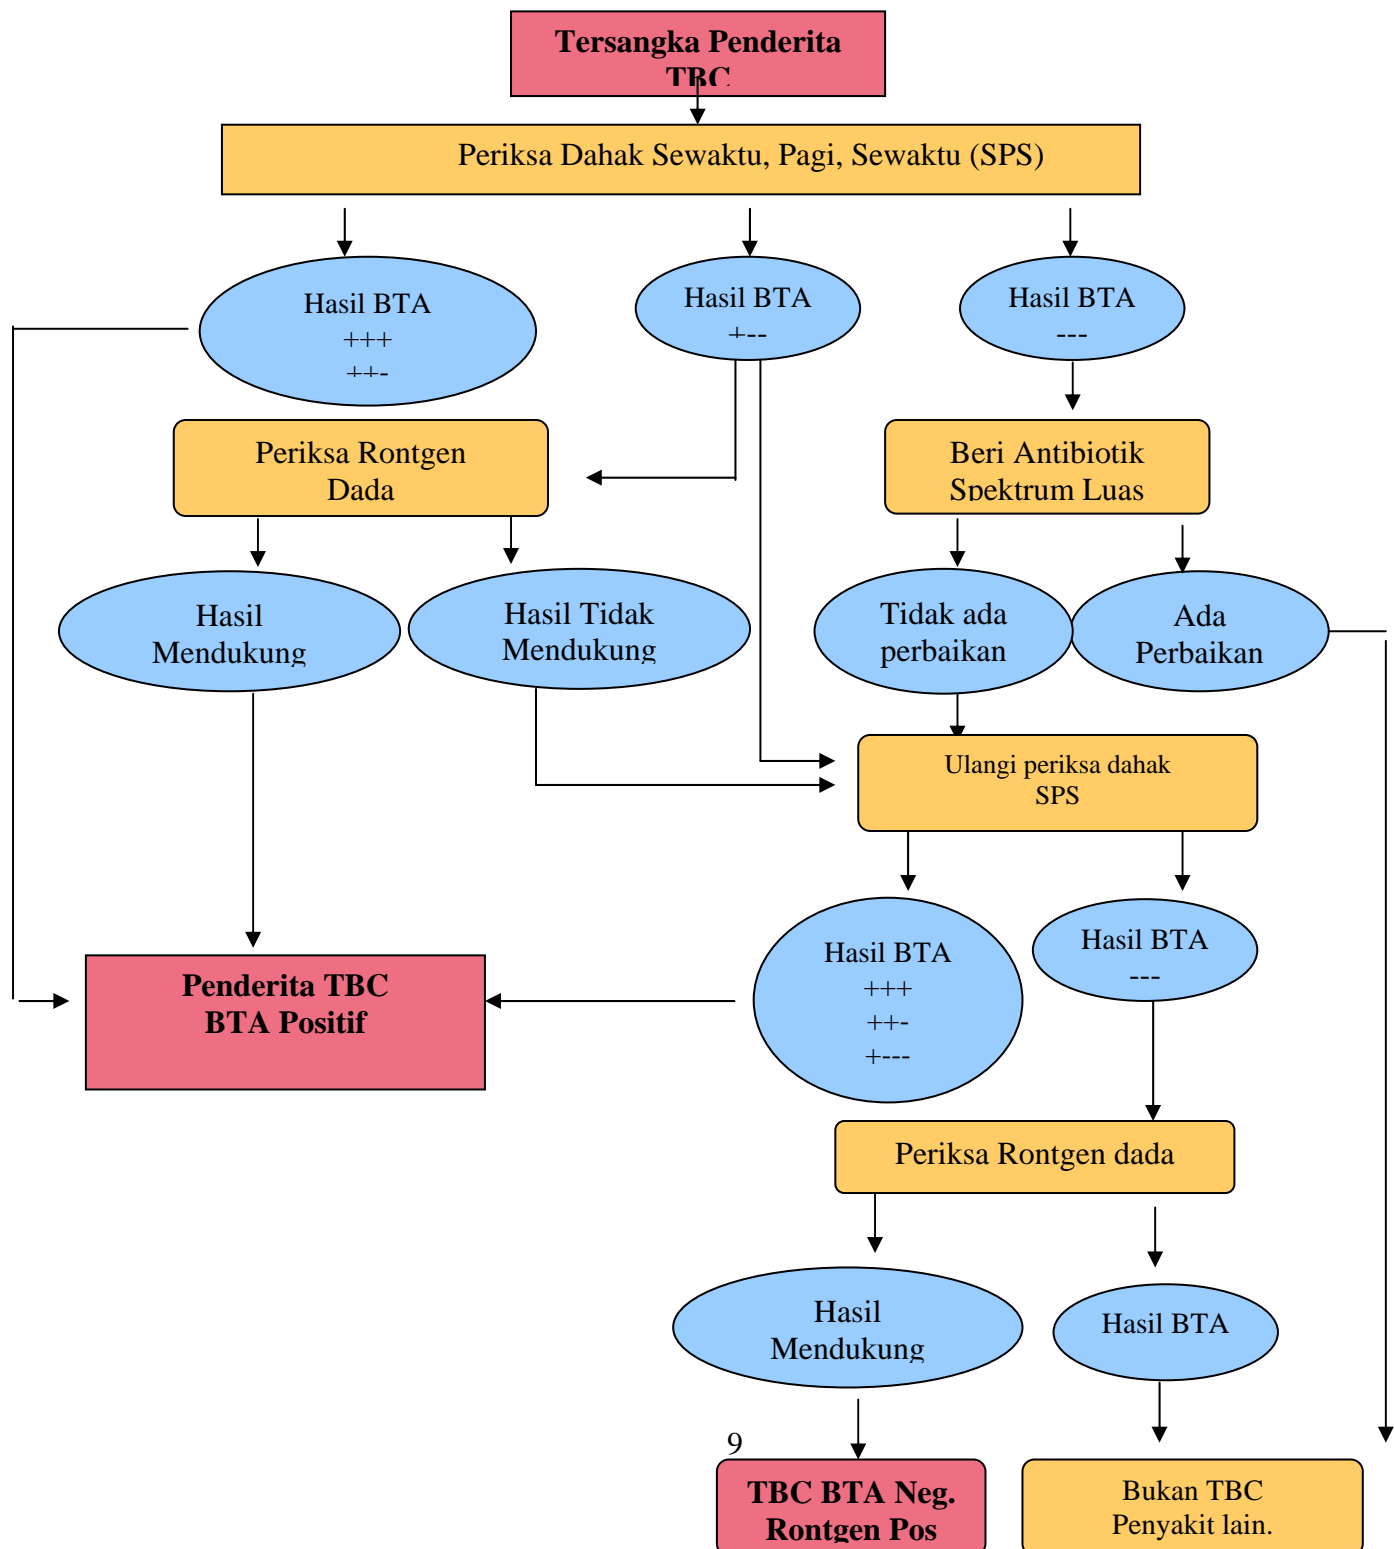 Tersangka Penderita
TBC
Periksa Dahak Sewaktu, Pagi, Sewaktu (SPS)
Hasil BTA
+++
++-
Hasil BTA
+--
Hasil BTA
---
Periksa Rontgen
Dada
Beri Antibiotik
Spektrum Luas
Hasil
Mendukung
Hasil Tidak
Mendukung
Tidak ada
perbaikan
Ada
Perbaikan
Ulangi periksa dahak
SPS
Hasil BTA
+++
++-
+---
Hasil BTA
---
Penderita TBC
BTA Positif
Periksa Rontgen dada
Hasil
Mendukung
Hasil BTA
9
TBC BTA Neg.
Rontgen Pos
Bukan TBC
Penyakit lain.